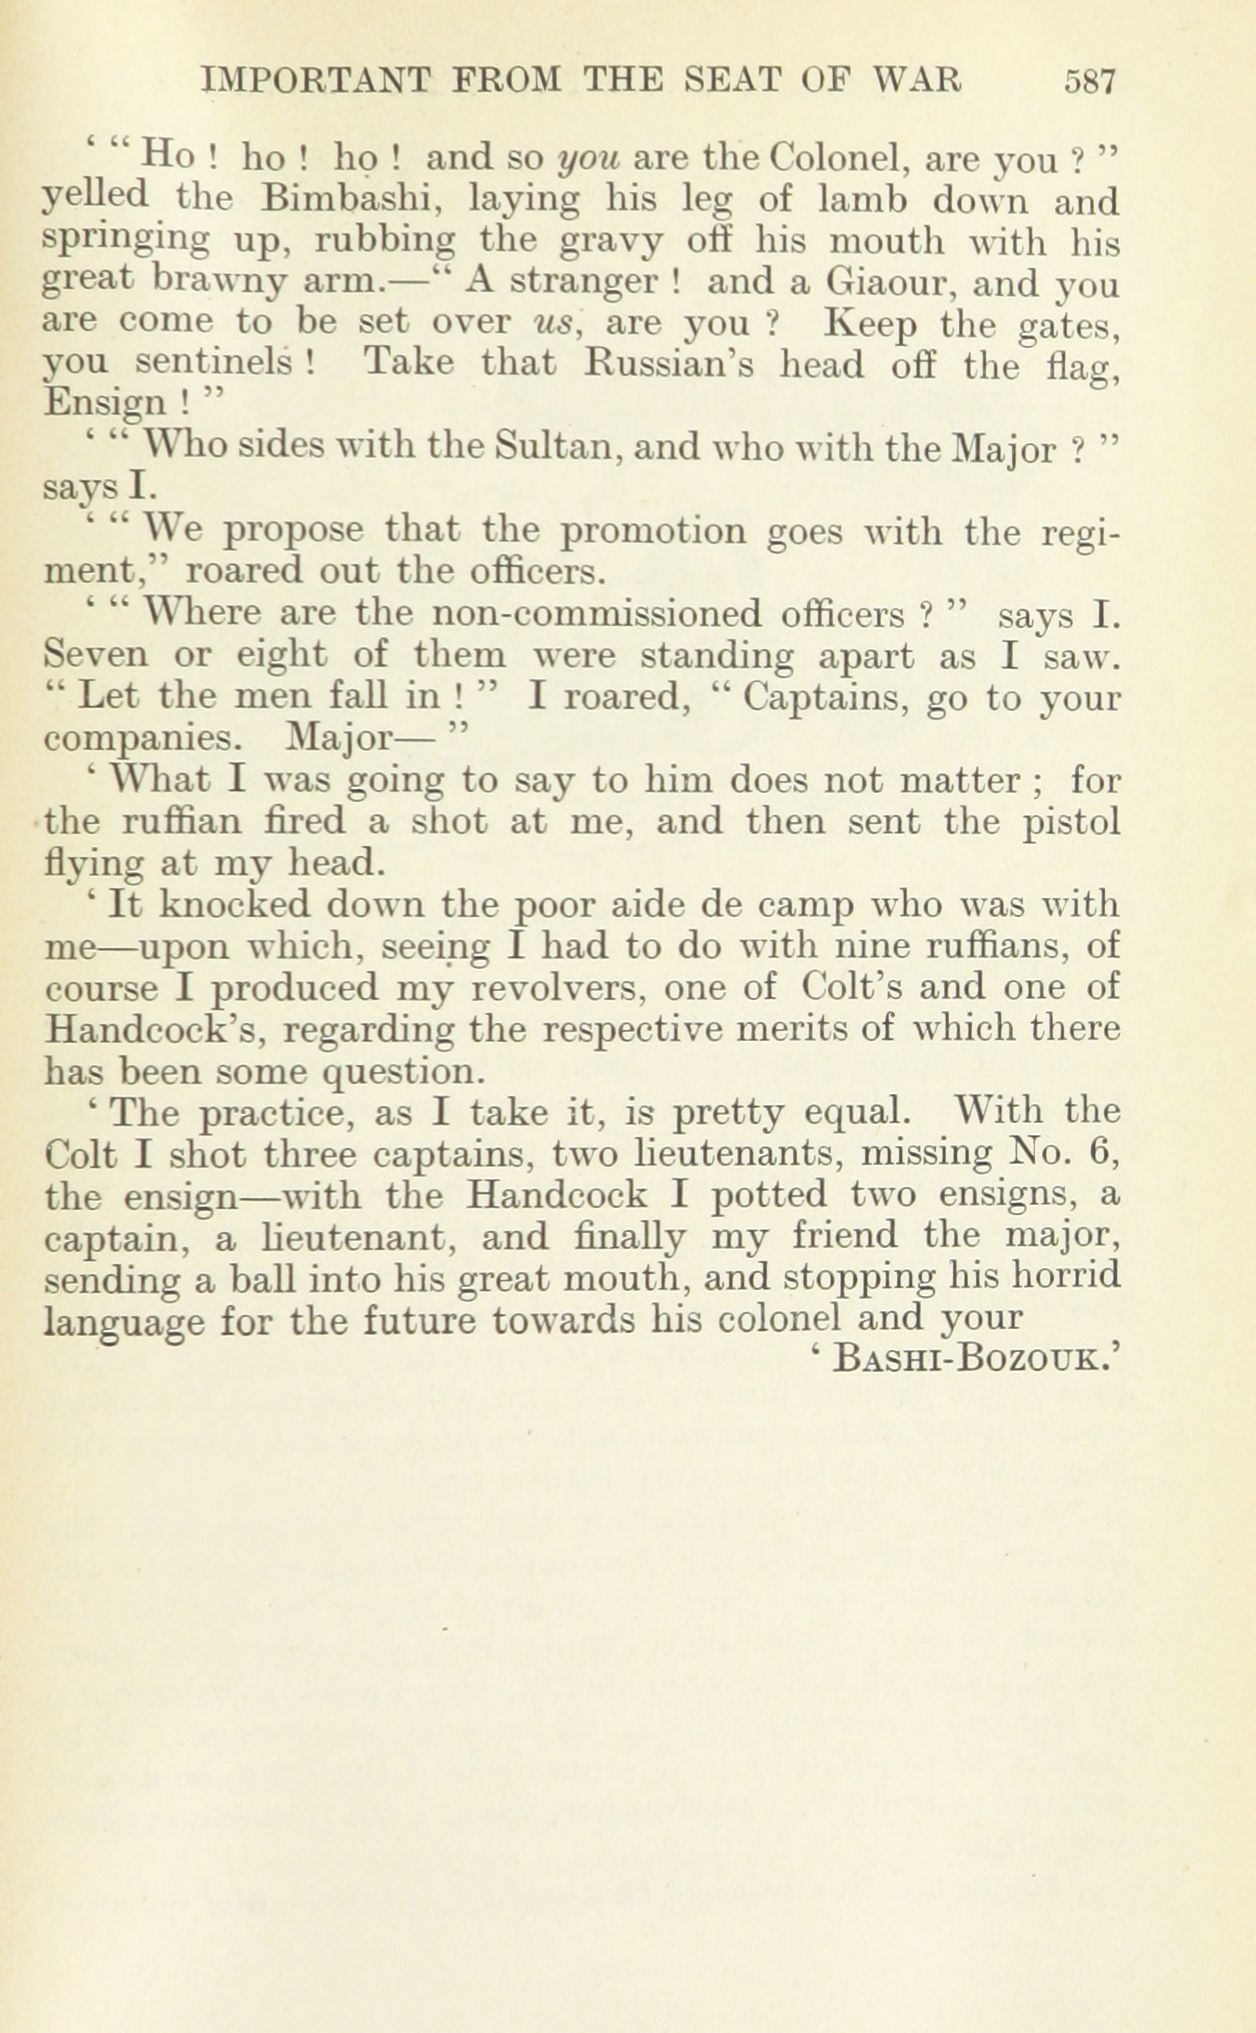 IMPORTANT FROM THE SEAT OF WAR 587
‘ “ Ho ! ho ! ho ! and so you are the Colonel, are you ? ”
yelled the Bimbashi, laying his leg of lamb down and
springing up, rubbing the gravy off his mouth with his
great brawny arm.—“ A stranger ! and a Giaour, and you
are come to be set over us, are you ? Keep the gates,
you sentinels ! Take that Russian’s head off the flag,
Ensign ! ”
‘ “ Who sides with the Sultan, and who with the Major ? ”
says I.
‘ “ We propose that the promotion goes with the regi-
ment,” roared out the officers.
‘ “ Where are the non-commissioned officers ? ” says I.
Seven or eight of them were standing apart as I saw.
“ Let the men fall in ! ” I roared, “ Captains, go to your
companies. Major— ”
‘ What I was going to say to him does not matter ; for
the ruffian fired a shot at me, and then sent the pistol
flying at my head.
‘ It knocked down the poor aide de camp who was with
me—upon which, seeing I had to do with nine ruffians, of
course I produced my revolvers, one of Colt’s and one of
Handcock’s, regarding the respective merits of which there
has been some question.
‘ The practice, as I take it, is pretty equal. With the
Colt I shot three captains, two lieutenants, missing No. 6,
the ensign—with the Handcock I potted two ensigns, a
captain, a lieutenant, and finally my friend the major,
sending a ball into his great mouth, and stopping his horrid
language for the future towards his colonel and your
‘ BASHI-BOZOUK.’